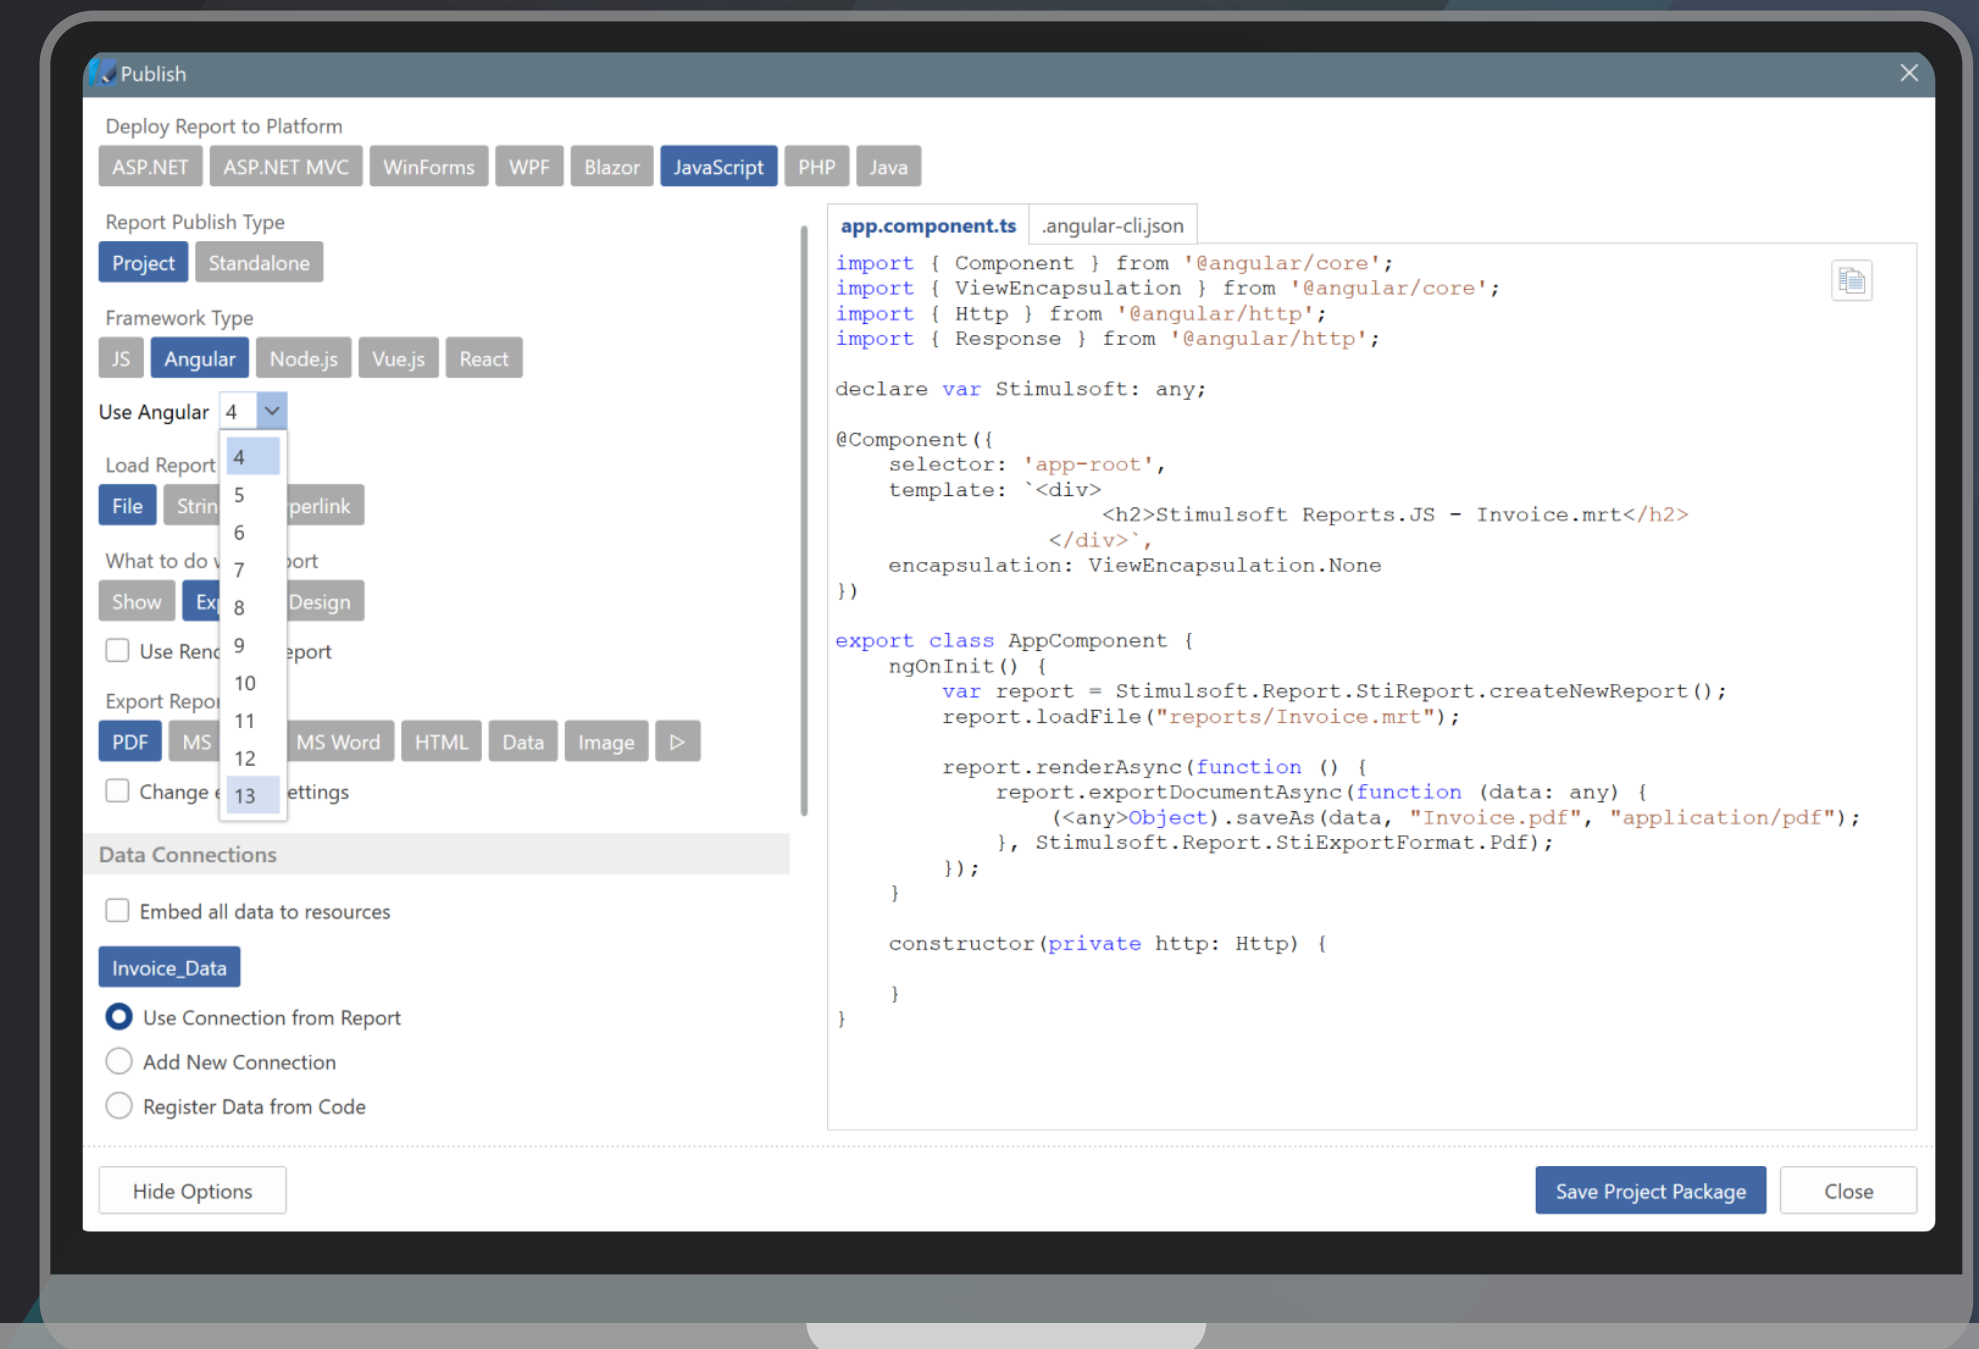 Publish
Deploy Report to Platform
ASP.NET ASP.NET MVC WinForms WPF Blazor JavaScript PHP Java
Report Publish Type
Project Standalone
Framework Type
JS Angular Node.js Vue.js React
Use Angular 4
4
5
6
7
8
9
10
11
12
13
Load Report
File Strin perlink
What to do w port
Show Exp Design
Use Rend eport
Export Repor
PDF MS MS Word HTML Data Image
Change e ettings
Data Connections
Embed all data to resources
Invoice_Data
Use Connection from Report
Add New Connection
Register Data from Code
Hide Options
app.component.ts .angular-cli.json
import { Component } from '@angular/core';
import { ViewEncapsulation } from '@angular/core';
import { Http } from '@angular/http';
import { Response } from '@angular/http';
declare var Stimulsoft: any;
@Component({
selector: 'app-root',
template: `<div>
<h2>Stimulsoft Reports.JS - Invoice.mrt</h2>
</div>`,
encapsulation: ViewEncapsulation.None
})
export class AppComponent {
ngOnInit() {
var report = Stimulsoft.Report.StiReport.createNewReport();
report.loadFile("reports/Invoice.mrt");
report.renderAsync(function () {
report.exportDocumentAsync(function (data: any) {
(<any>Object).saveAs(data, "Invoice.pdf", "application/pdf");
}, Stimulsoft.Report.StiExportFormat.Pdf);
});
}
constructor(private http: Http) {
}
}
Save Project Package Close